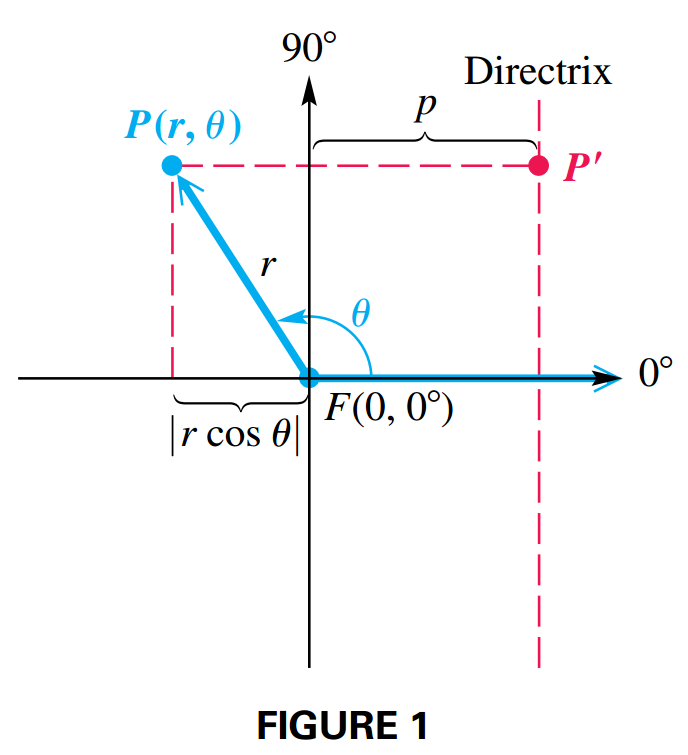 90°
Directrix
p
P(r, θ)
P′
r
θ
0°
F(0, 0°)
|r cos θ|
FIGURE 1